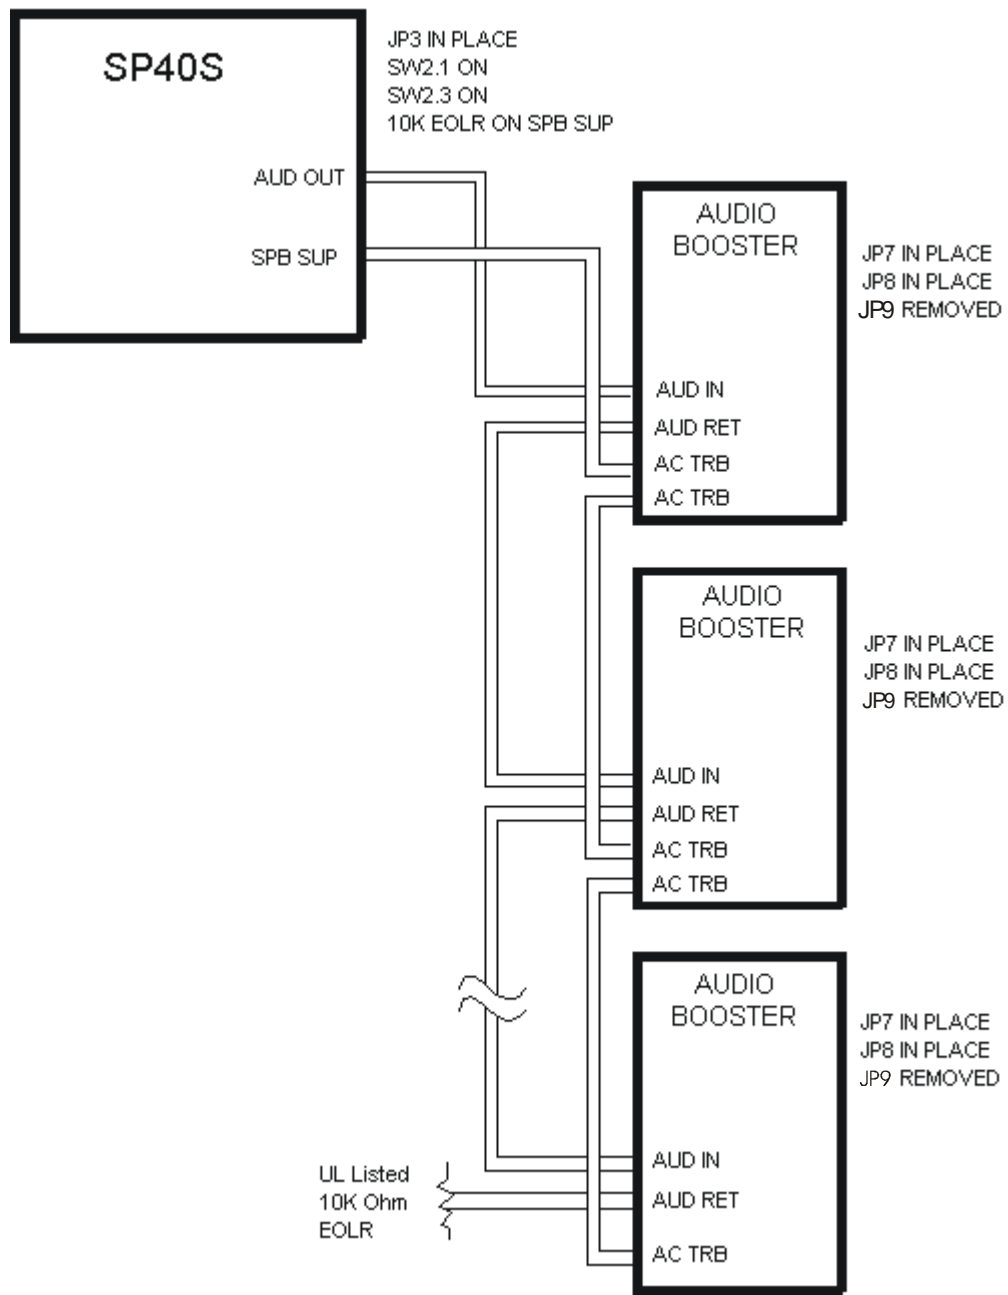 SP40S
JP3 IN PLACE
SW2.1 ON
SW2.3 ON
10K EOLR ON SPB SUP
AUD OUT
SPB SUP
AUDIO
BOOSTER
JP7 IN PLACE
JP8 IN PLACE
JP9 REMOVED
AUD IN
AUD RET
AC TRB
AC TRB
AUDIO
BOOSTER
JP7 IN PLACE
JP8 IN PLACE
JP9 REMOVED
AUD IN
AUD RET
AC TRB
AC TRB
AUDIO
BOOSTER
JP7 IN PLACE
JP8 IN PLACE
JP9 REMOVED
AUD IN
AUD RET
AC TRB
UL Listed
10K Ohm
EOLR